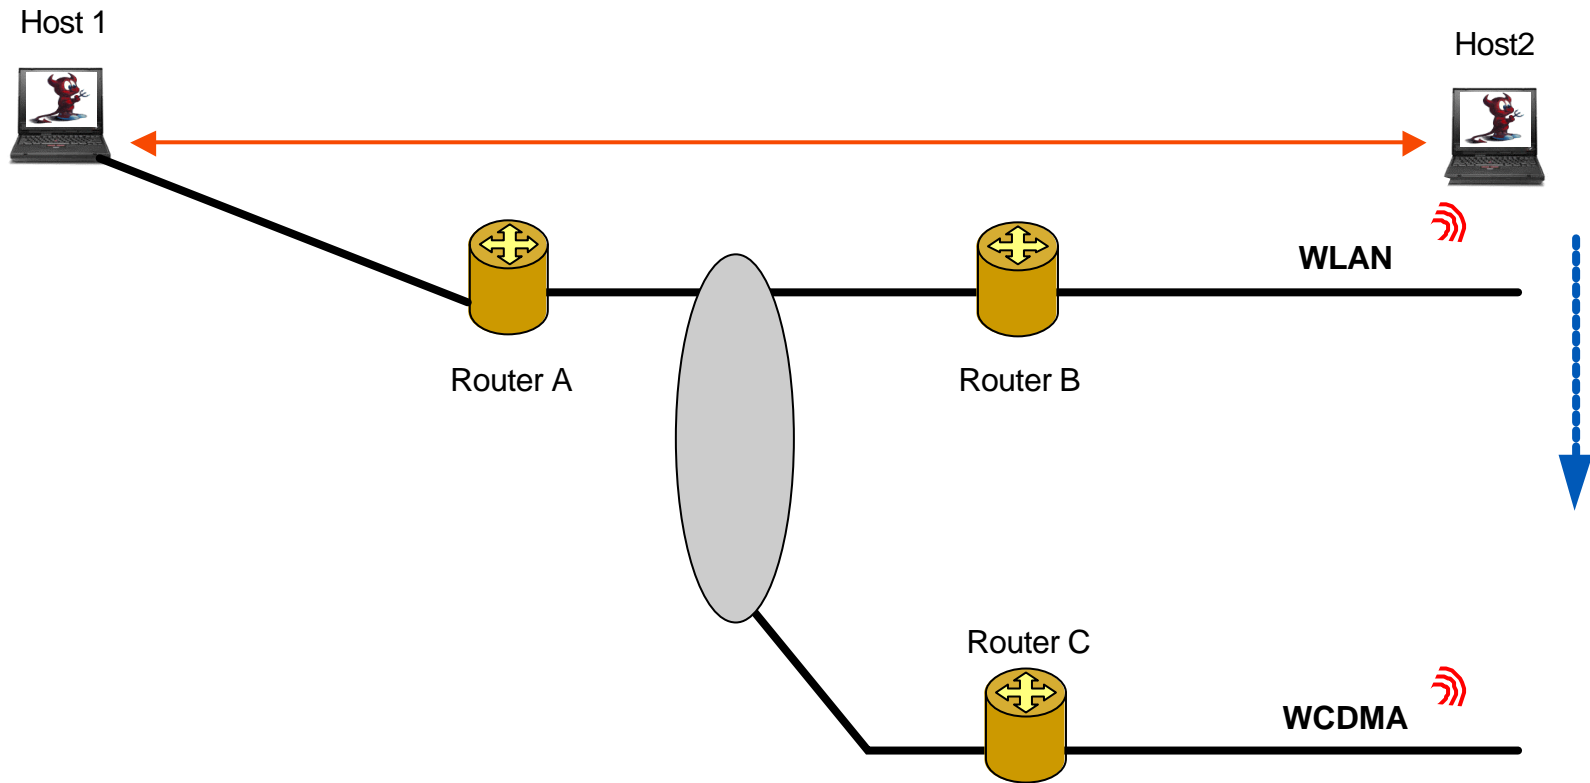 Host 1
Host2
WLAN
Router A
Router B
Router C
WCDMA